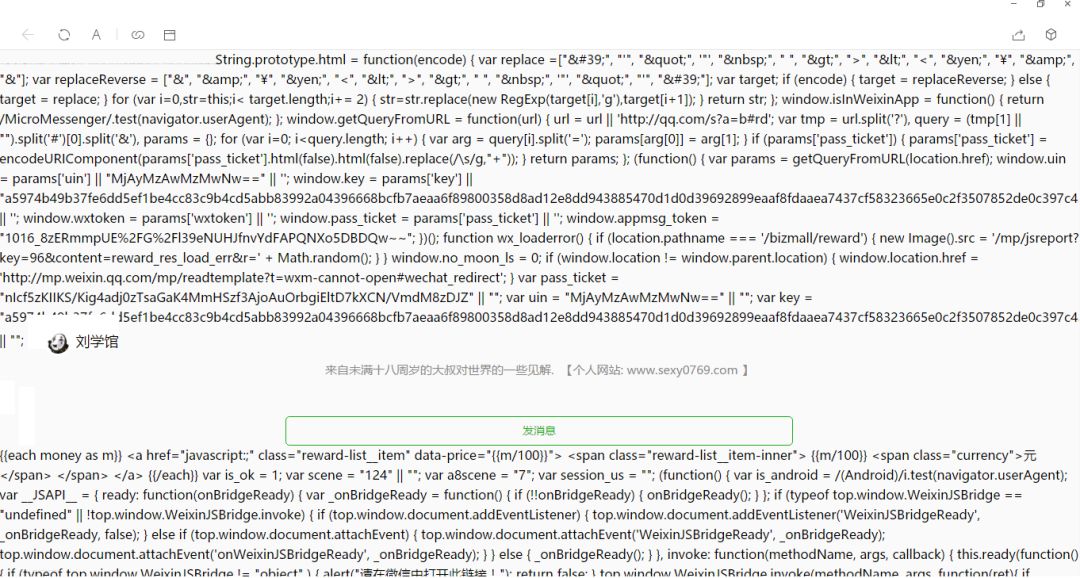 String.prototype.html = function(encode) { var replace =["&#39;", "'", "&quot;", '"', "&nbsp;", " ", "&gt;", ">", "&lt;", "<", "&yen;", "¥", "&amp;",
"&"]; var replaceReverse = ["&", "&amp;", "¥", "&yen;", "<", "&lt;", ">", "&gt;", " ", "&nbsp;", '"', "&quot;", "'", "&#39;"]; var target; if (encode) { target = replaceReverse; } else {
target = replace; } for (var i=0,str=this;i< target.length;i+= 2) { str=str.replace(new RegExp(target[i],'g'),target[i+1]); } return str; }; window.isInWeixinApp = function() { return
/MicroMessenger/.test(navigator.userAgent); }; window.getQueryFromURL = function(url) { url = url || 'http://qq.com/s?a=b#rd'; var tmp = url.split('?'), query = (tmp[1] ||
"").split('#')[0].split('&'), params = {}; for (var i=0; i<query.length; i++) { var arg = query[i].split('='); params[arg[0]] = arg[1]; } if (params['pass_ticket']) { params['pass_ticket'] =
encodeURIComponent(params['pass_ticket'].html(false).html(false).replace(/\s/g,"+")); } return params; }; (function() { var params = getQueryFromURL(location.href); window.uin
= params['uin'] || "MjAyMzAwMzMwNw==" || ''; window.key = params['key'] ||
"a5974b49b37fe6dd5ef1be4cc83c9b4cd5abb83992a04396668bcfb7aeaa6f89800358d8ad12e8dd943885470d1d0d39692899eaaf8fdaaea7437cf58323665e0c2f3507852de0c397c4
|| ''; window.wxtoken = params['wxtoken'] || ''; window.pass_ticket = params['pass_ticket'] || ''; window.appmsg_token =
"1016_8zERmmpUE%2FG%2Fl39eNUHJfnvYdFAPQNXo5DBDQw~~"; })(); function wx_loaderror() { if (location.pathname === '/bizmall/reward') { new Image().src = '/mp/jsreport?
key=96&content=reward_res_load_err&r=' + Math.random(); } } window.no_moon_ls = 0; if (window.location != window.parent.location) { window.location.href =
'http://mp.weixin.qq.com/mp/readtemplate?t=wxm-cannot-open#wechat_redirect'; } var pass_ticket =
"nIcf5zKIIKS/Kig4adj0zTsaGaK4MmHSzf3AjoAuOrbgiEltD7kXCN/VmdM8zDJZ" || ""; var uin = "MjAyMzAwMzMwNw==" || ""; var key =
"a5974b49b37fe6dd5ef1be4cc83c9b4cd5abb83992a04396668bcfb7aeaa6f89800358d8ad12e8dd943885470d1d0d39692899eaaf8fdaaea7437cf58323665e0c2f3507852de0c397c4
|| "";
刘学馆
来自未满十八周岁的大叔对世界的一些见解. 【个人网站: www.sexy0769.com 】
发消息
{{each money as m}} <a href="javascript:;" class="reward-list__item" data-price="{{m/100}}"> <span class="reward-list__item-inner"> {{m/100}} <span class="currency">元
</span> </span> </a> {{/each}} var is_ok = 1; var scene = "124" || ""; var a8scene = "7"; var session_us = ""; (function() { var is_android = /(Android)/i.test(navigator.userAgent);
var __JSAPI__ = { ready: function(onBridgeReady) { var _onBridgeReady = function() { if (!!onBridgeReady) { onBridgeReady(); } }; if (typeof top.window.WeixinJSBridge ==
"undefined" || !top.window.WeixinJSBridge.invoke) { if (top.window.document.addEventListener) { top.window.document.addEventListener('WeixinJSBridgeReady',
_onBridgeReady, false); } else if (top.window.document.attachEvent) { top.window.document.attachEvent('WeixinJSBridgeReady', _onBridgeReady);
top.window.document.attachEvent('onWeixinJSBridgeReady', _onBridgeReady); } } else { _onBridgeReady(); } }, invoke: function(methodName, args, callback) { this.ready(function()
{ if (typeof top.window.WeixinJSBridge != "object" ) { alert("请在微信中打开此链接！"); return false; } top.window.WeixinJSBridge.invoke(methodName, args, function(ret){ if